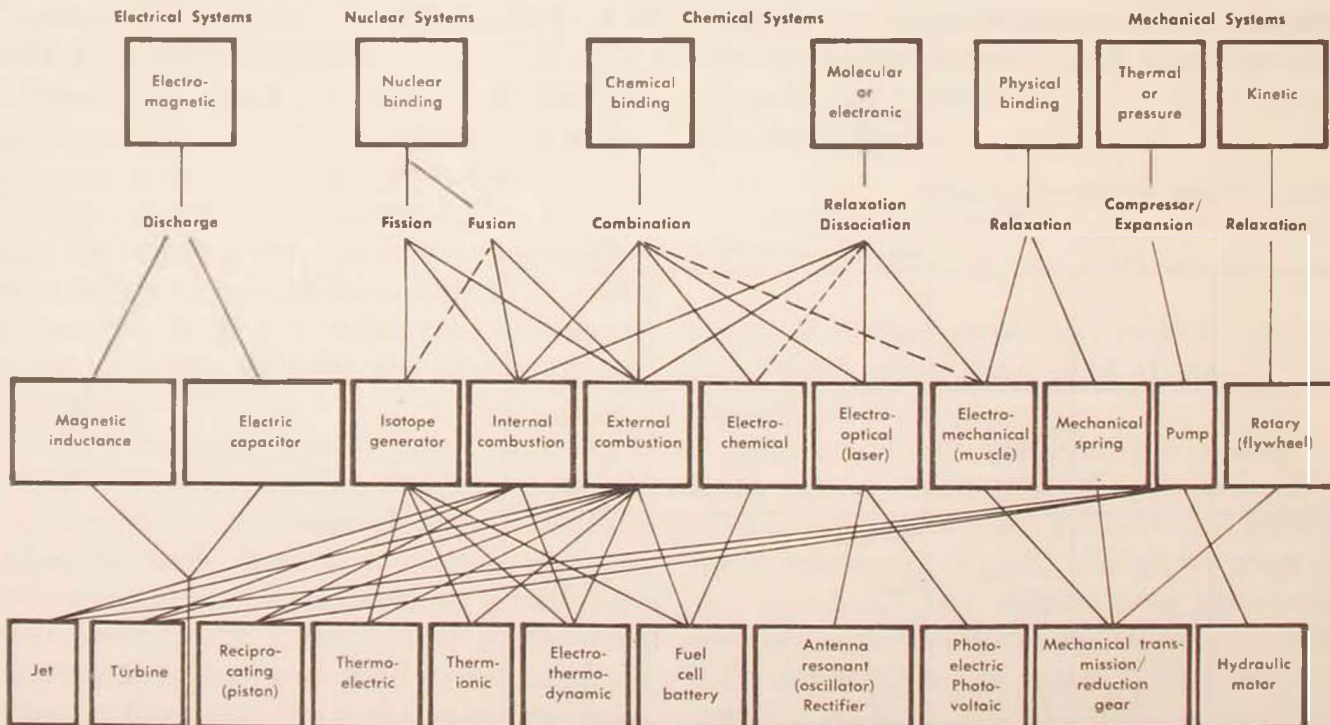 Electrical Systems
Nuclear Systems
Chemical Systems
Mechanical Systems
Electro-
magnetic
Nuclear
binding
Chemical
binding
Molecular
or
electronic
Physical
binding
Thermal
or
pressure
Kinetic
Discharge
Fission
Fusion
Combination
Relaxation
Dissociation
Relaxation
Compressor/
Expansion
Relaxation
Magnetic
inductance
Electric
capacitor
Isotope
generator
Internal
combustion
External
combustion
Electro-
chemical
Electro-
optical
(laser)
Electro-
mechanical
(muscle)
Mechanical
spring
Pump
Rotary
(flywheel)
Jet
Turbine
Recipro-
cating
(piston)
Thermo-
electric
Therm-
ionic
Electro-
thermo-
dynamic
Fuel
cell
battery
Antenna
resonant
(oscillator)
Rectifier
Photo-
electric
Photo-
voltaic
Mechanical trans-
mission/
reduction
gear
Hydraulic
motor